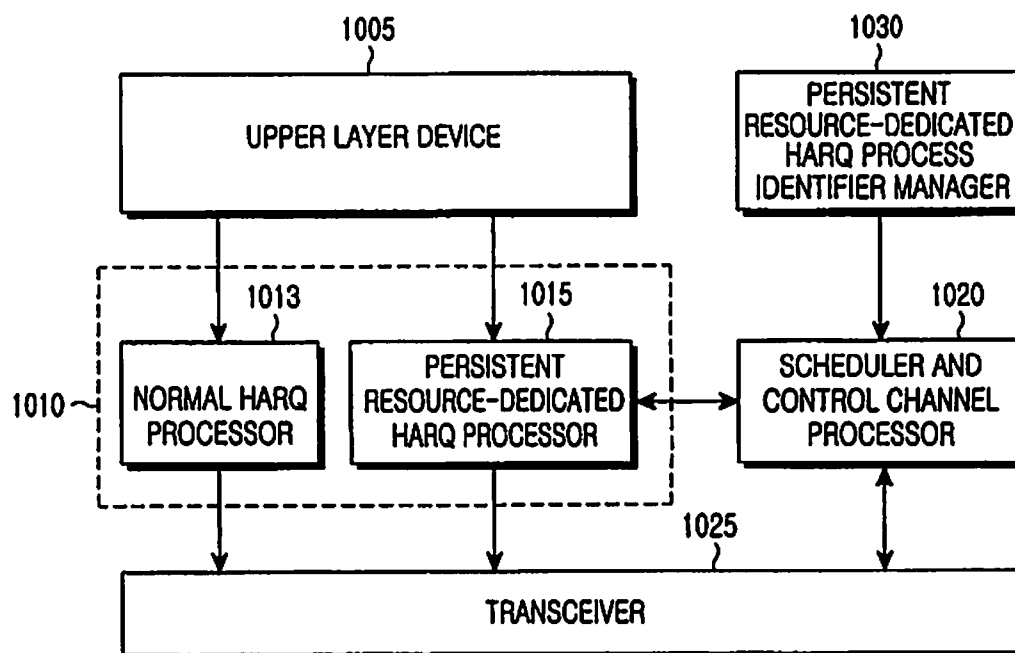 1005
UPPER LAYER DEVICE
1030
PERSISTENT
RESOURCE-DEDICATED
HARQ PROCESS
IDENTIFIER MANAGER
1010
1013
NORMAL HARQ
PROCESSOR
1015
PERSISTENT
RESOURCE-DEDICATED
HARQ PROCESSOR
1020
SCHEDULER AND
CONTROL CHANNEL
PROCESSOR
1025
TRANSCEIVER